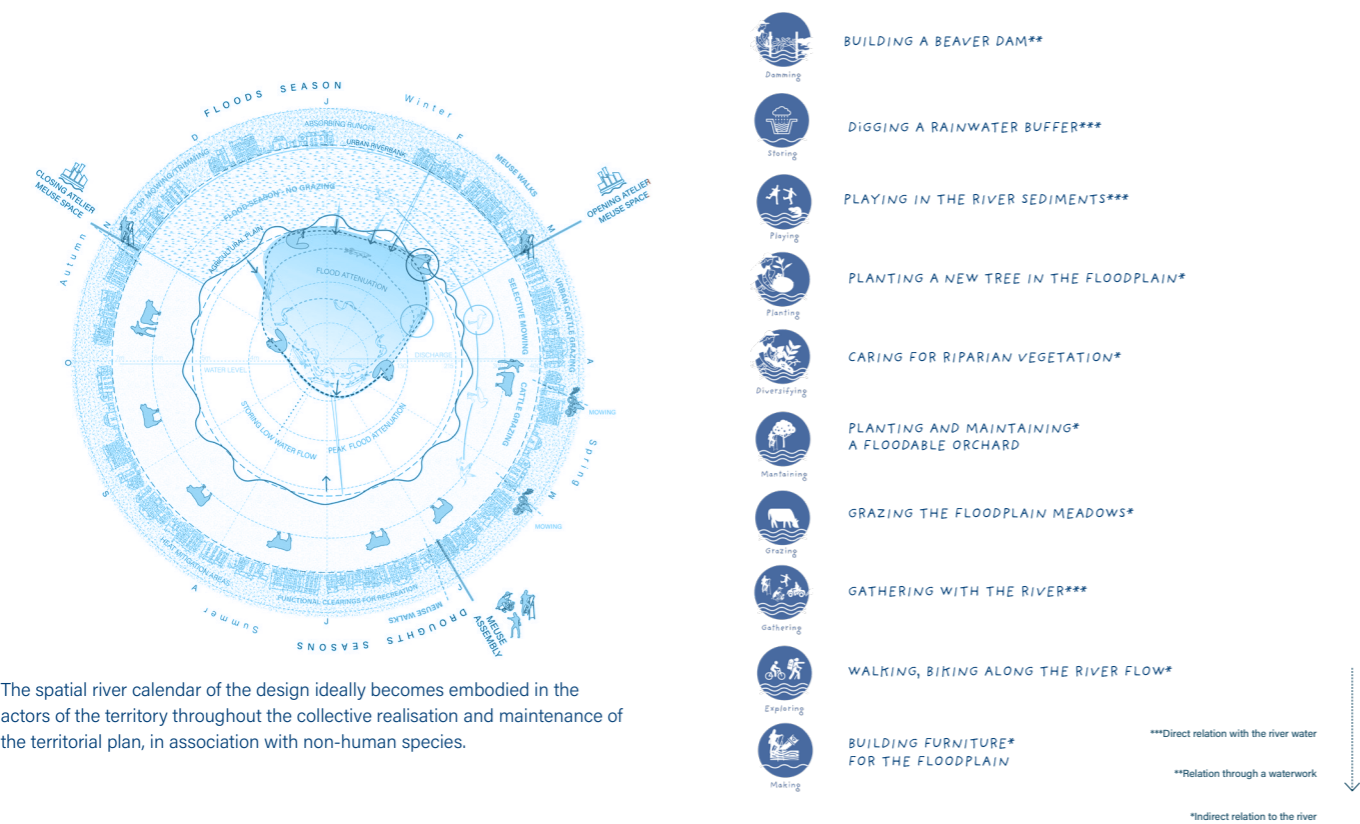 FLOODS SEASON
J
Winter
F
D
ABSORBING RUNOFF
URBAN RIVERBANK
STOP MOWING/TRIMMING
MEUSE WALKS
CLOSING ATELIER
MEUSE SPACE
OPENING ATELIER
MEUSE SPACE
FLOOD SEASON - NO GRAZING
N
M
Autumn
AGRICULTURAL PLAIN
FLOOD ATTENUATION
SELECTIVE MOWING
URBAN CATTLE GRAZING
O
WATER LEVEL
DISCHARGE
A
CATTLE GRAZING
MOWING
STORING LOW WATER FLOW
PEAK FLOOD ATTENUATION
Spring
S
M
MOWING
HEAT MITIGATION AREAS
FUNCTIONAL CLEARINGS FOR RECREATION
A
J
J
MEUSE WALKS
Summer
DROUGHTS SEASONS
MEUSE
ASSEMBLY
The spatial river calendar of the design ideally becomes embodied in the
actors of the territory throughout the collective realisation and maintenance of
the territorial plan, in association with non-human species.
BUILDING A BEAVER DAM**
Damming
DIGGING A RAINWATER BUFFER***
Storing
PLAYING IN THE RIVER SEDIMENTS***
Playing
PLANTING A NEW TREE IN THE FLOODPLAIN*
Planting
CARING FOR RIPARIAN VEGETATION*
Diversifying
PLANTING AND MAINTAINING*
A FLOODABLE ORCHARD
Mantaining
GRAZING THE FLOODPLAIN MEADOWS*
Grazing
GATHERING WITH THE RIVER***
Gathering
WALKING, BIKING ALONG THE RIVER FLOW*
Exploring
BUILDING FURNITURE*
FOR THE FLOODPLAIN
Making
***Direct relation with the river water
**Relation through a waterwork
*Indirect relation to the river